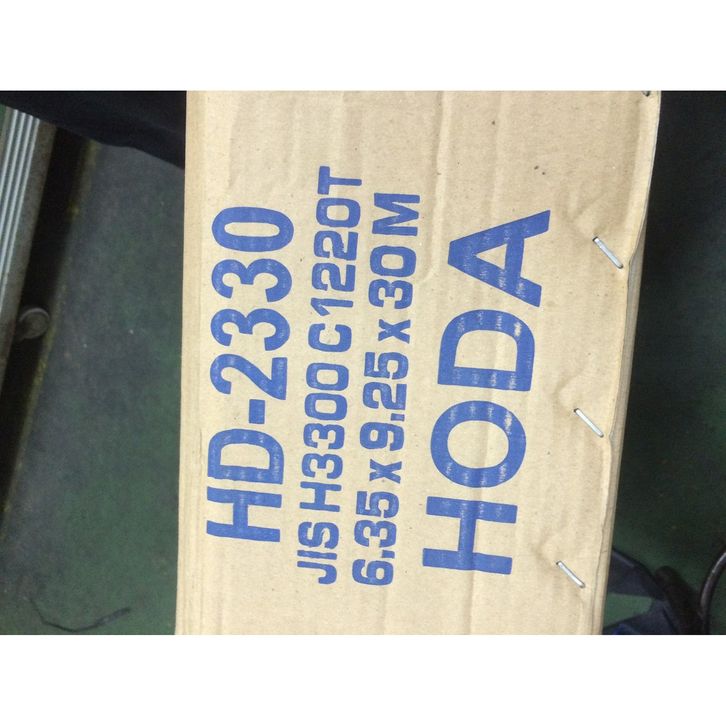 HD-2330
JIS H3300 C1220T
6.35 x 9.25 x 30 M
HODA